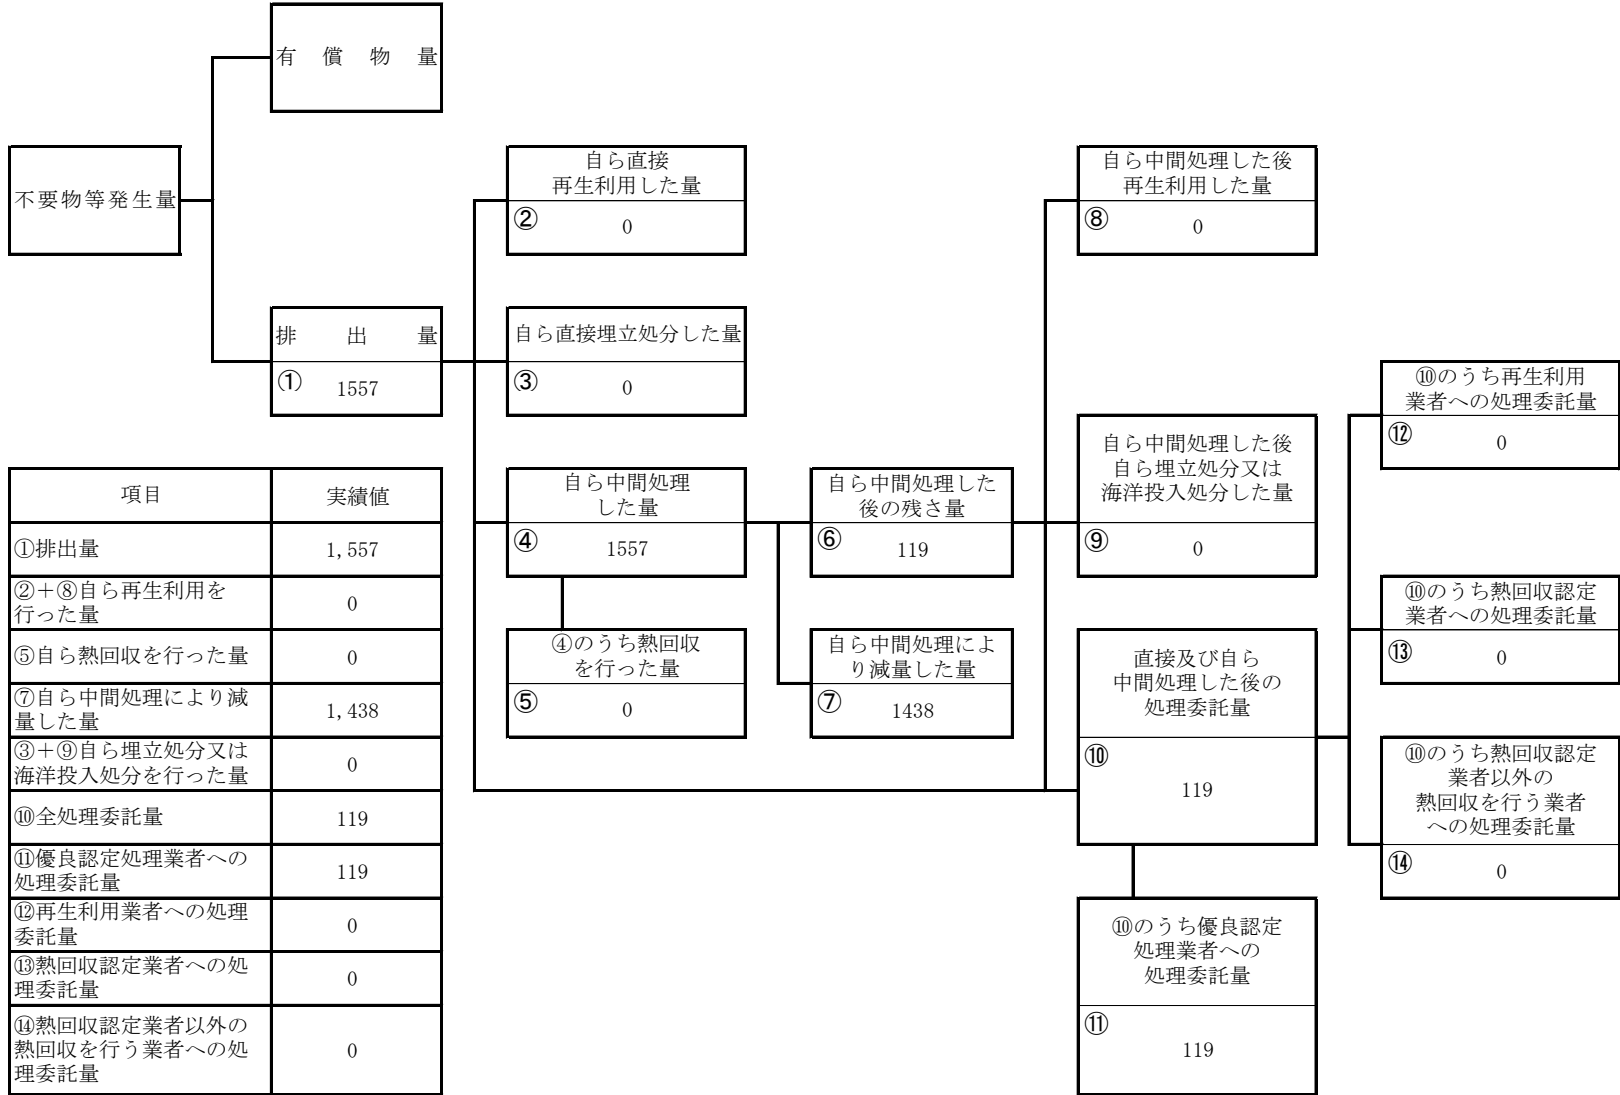 有償物量
不要物等発生量
排出量
① 1557
自ら直接
再生利用した量
② 0
自ら直接埋立処分した量
③ 0
自ら中間処理
した量
④ 1557
④のうち熱回収
を行った量
⑤ 0
自ら中間処理した
後の残さ量
⑥ 119
自ら中間処理によ
り減量した量
⑦ 1438
自ら中間処理した後
再生利用した量
⑧ 0
自ら中間処理した後
自ら埋立処分又は
海洋投入処分した量
⑨ 0
直接及び自ら
中間処理した後の
処理委託量
⑩ 119
⑩のうち優良認定
処理業者への
処理委託量
⑪ 119
⑩のうち再生利用
業者への処理委託量
⑫ 0
⑩のうち熱回収認定
業者への処理委託量
⑬ 0
⑩のうち熱回収認定
業者以外の
熱回収を行う業者
への処理委託量
⑭ 0
項目 実績値
①排出量 1,557
②+⑧自ら再生利用を
行った量 0
⑤自ら熱回収を行った量 0
⑦自ら中間処理により減
量した量 1,438
③+⑨自ら埋立処分又は
海洋投入処分を行った量 0
⑩全処理委託量 119
⑪優良認定処理業者への
処理委託量 119
⑫再生利用業者への処理
委託量 0
⑬熱回収認定業者への処
理委託量 0
⑭熱回収認定業者以外の
熱回収を行う業者への処
理委託量 0